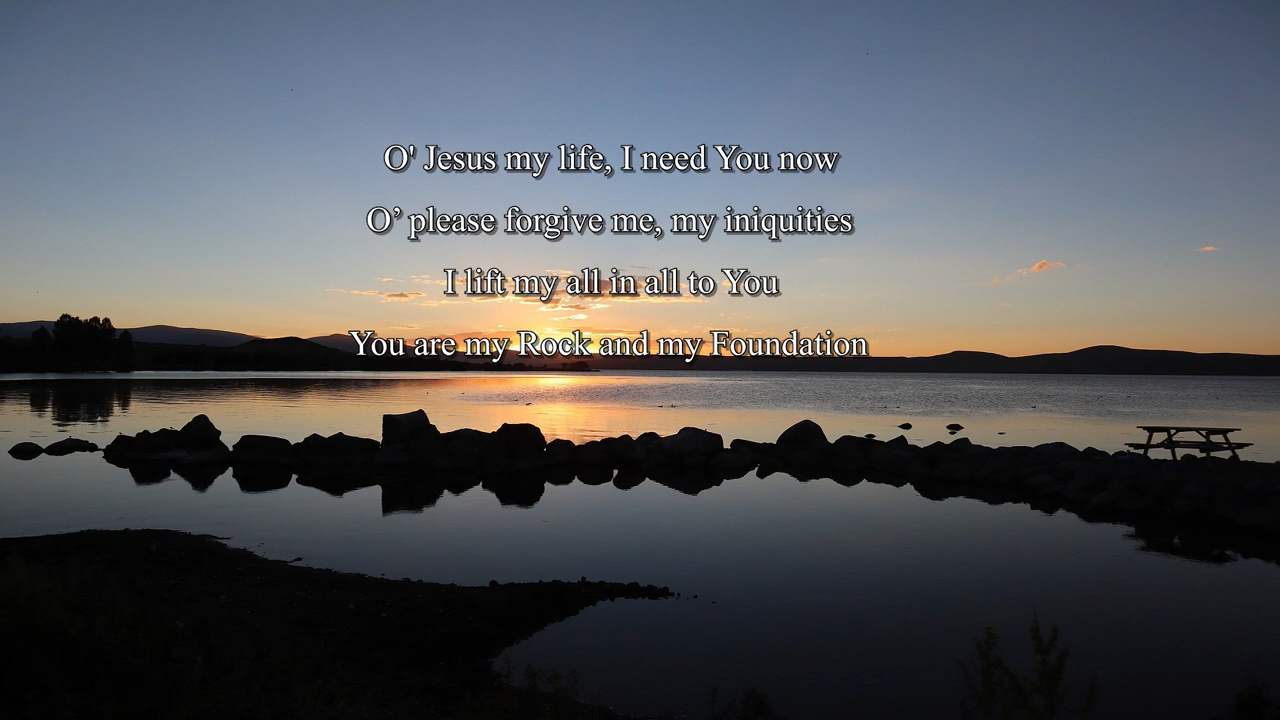 O' Jesus my life, I need You now
O’ please forgive me, my iniquities
I lift my all in all to You
You are my Rock and my Foundation